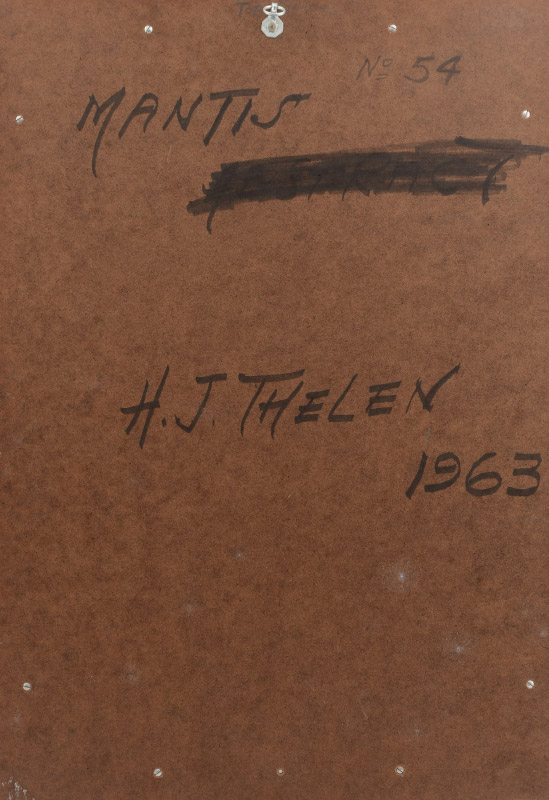 Nº 54
MANTIS
H.J. THELEN
1963